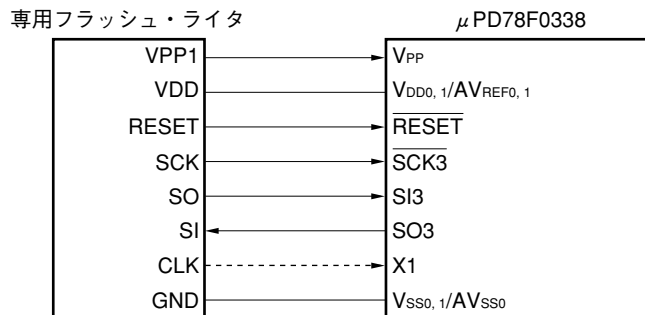 専用フラッシュ・ライタ μPD78F0338
VPP1 VPP
VDD VDD0, 1/AVREF0, 1
RESET RESET
SCK SCK3
SO SI3
SI SO3
CLK X1
GND VSS0, 1/AVSS0